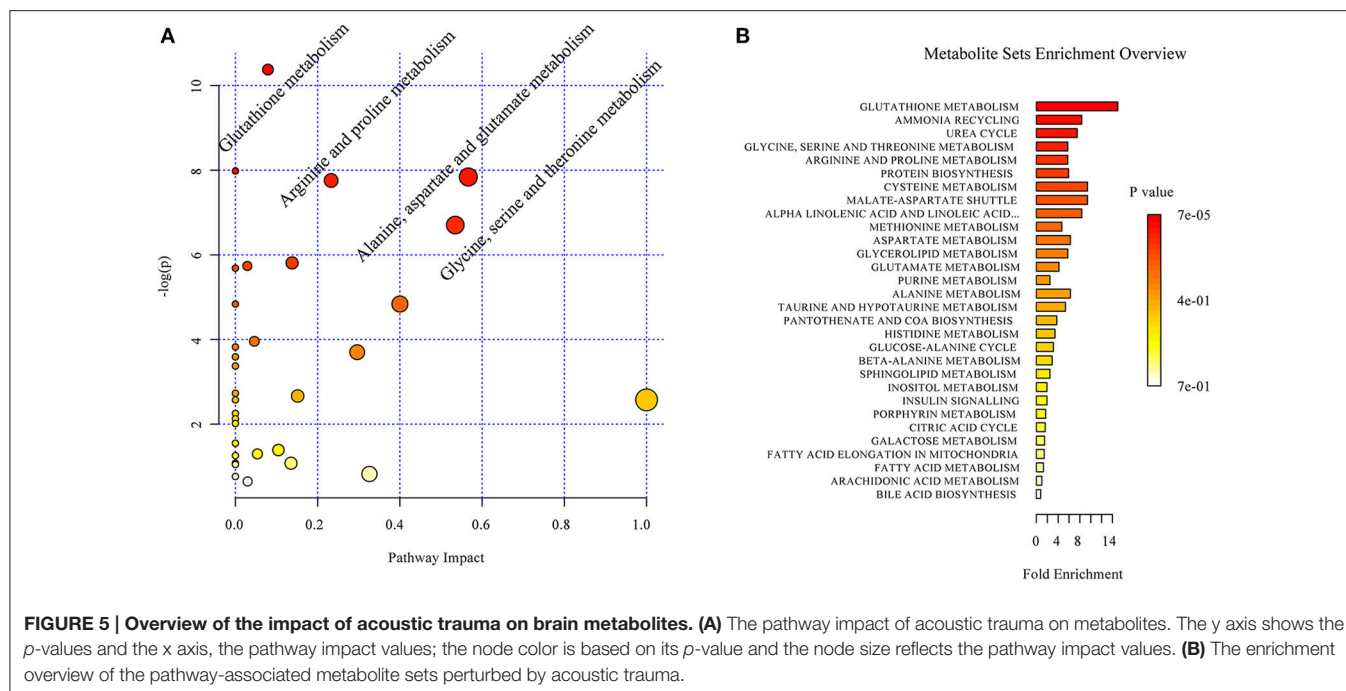 A
Glutathione metabolism
Arginine and proline metabolism
Alanine, aspartate and glutamate metabolism
Glycine, serine and theronine metabolism
10
8
6
4
2
-log(p)
0.0 0.2 0.4 0.6 0.8 1.0
Pathway Impact
B
Metabolite Sets Enrichment Overview
GLUTATHIONE METABOLISM
AMMONIA RECYCLING
UREA CYCLE
GLYCINE, SERINE AND THREONINE METABOLISM
ARGININE AND PROLINE METABOLISM
PROTEIN BIOSYNTHESIS
CYSTEINE METABOLISM
MALATE-ASPARTATE SHUTTLE
ALPHA LINOLENIC ACID AND LINOLEIC ACID...
METHIONINE METABOLISM
ASPARTATE METABOLISM
GLYCEROLIPID METABOLISM
GLUTAMATE METABOLISM
PURINE METABOLISM
ALANINE METABOLISM
TAURINE AND HYPOTAURINE METABOLISM
PANTOTHENATE AND COA BIOSYNTHESIS
HISTIDINE METABOLISM
GLUCOSE-ALANINE CYCLE
BETA-ALANINE METABOLISM
SPHINGOLIPID METABOLISM
INOSITOL METABOLISM
INSULIN SIGNALLING
PORPHYRIN METABOLISM
CITRIC ACID CYCLE
GALACTOSE METABOLISM
FATTY ACID ELONGATION IN MITOCHONDRIA
FATTY ACID METABOLISM
ARACHIDONIC ACID METABOLISM
BILE ACID BIOSYNTHESIS
0 4 8 14
Fold Enrichment
P value
7e-05
4e-01
7e-01
FIGURE 5 | Overview of the impact of acoustic trauma on brain metabolites. (A) The pathway impact of acoustic trauma on metabolites. The y axis shows the
p-values and the x axis, the pathway impact values; the node color is based on its p-value and the node size reflects the pathway impact values. (B) The enrichment
overview of the pathway-associated metabolite sets perturbed by acoustic trauma.